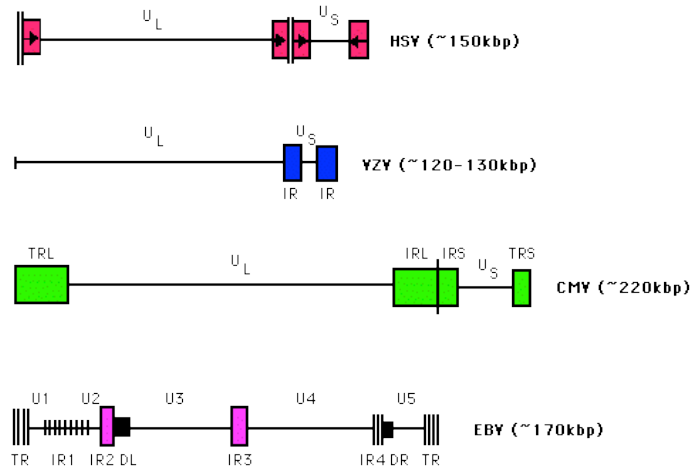 UL US
HSV (~150kbp)
UL US
VZV (~120-130kbp)
IR IR
TRL UL IRL IRS US TRS
CMV (~220kbp)
U1 U2 U3 U4 U5
EBV (~170kbp)
TR IR1 IR2 DL IR3 IR4 DR TR